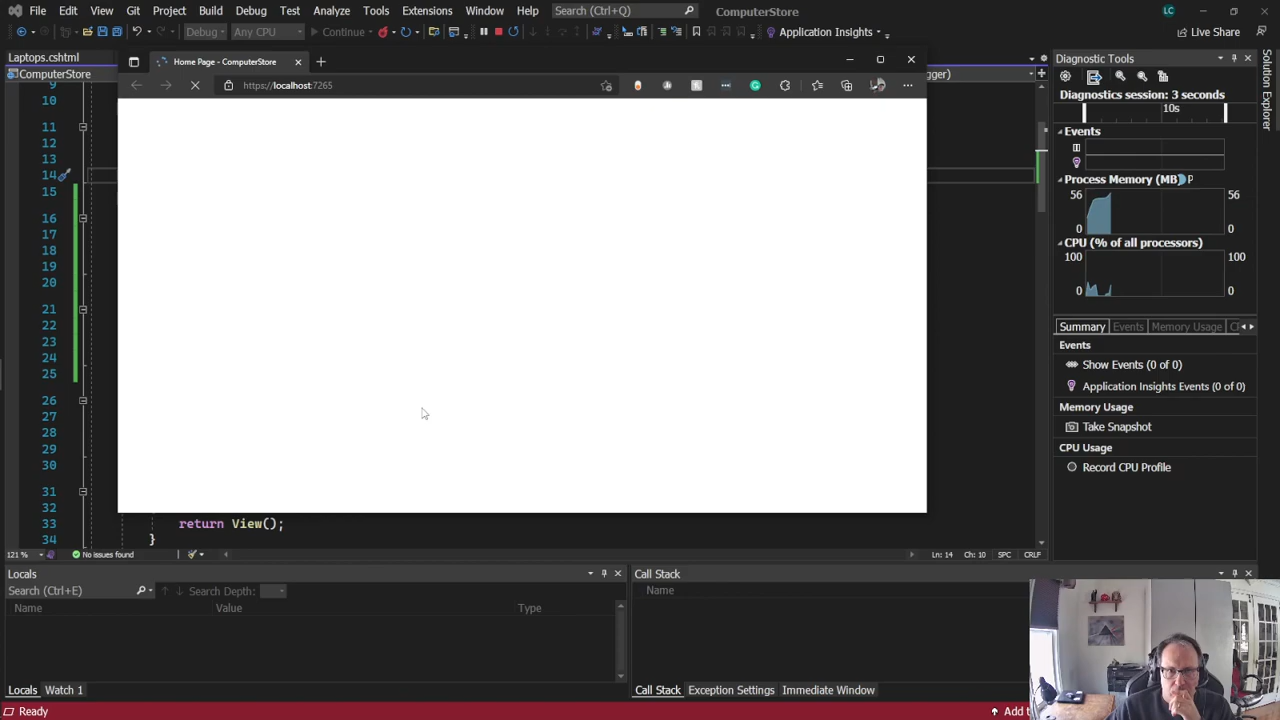 File Edit View Git Project Build Debug Test Analyze Tools Extensions Window Help Search (Ctrl+Q) ComputerStore LC
Debug Any CPU Continue Application Insights Live Share
Laptops.cshtml
ComputerStore
Home Page - ComputerStore
https://localhost:7265
9
10
11
12
13
14
15
16
17
18
19
20
21
22
23
24
25
26
27
28
29
30
31
32
33 return View();
34 }
121 % No issues found Ln: 14 Ch: 10 SPC CRLF
Diagnostic Tools
Diagnostics session: 3 seconds
10s
Events
Process Memory (MB) P
56 56
0 0
CPU (% of all processors)
100 100
0 0
Summary Events Memory Usage
Events
Show Events (0 of 0)
Application Insights Events (0 of 0)
Memory Usage
Take Snapshot
CPU Usage
Record CPU Profile
Solution Explorer
Locals
Search (Ctrl+E) Search Depth:
Name Value Type
Locals Watch 1
Call Stack
Name
Call Stack Exception Settings Immediate Window
Ready Add t